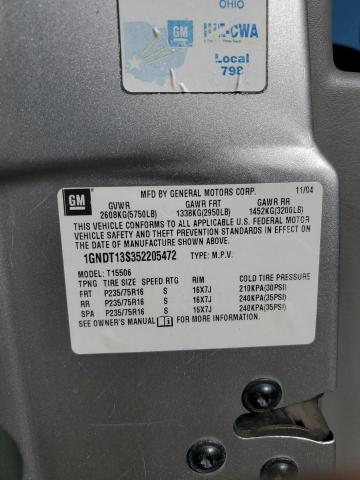 OHIO
GM IUE-CWA
Local
798
GM
MFD BY GENERAL MOTORS CORP. 11/04
GVWR GAWR FRT GAWR RR
2608KG(5750LB) 1338KG(2950LB) 1452KG(3200LB)
THIS VEHICLE CONFORMS TO ALL APPLICABLE U.S. FEDERAL MOTOR
VEHICLE SAFETY AND THEFT PREVENTION STANDARDS IN EFFECT ON
THE DATE OF MANUFACTURE SHOWN ABOVE.
1GNDT13S352205472 TYPE: M.P.V.
MODEL: T15506
TPNG TIRE SIZE SPEED RTG RIM COLD TIRE PRESSURE
FRT P235/75R16 S 16X7J 210KPA(30PSI)
RR P235/75R16 S 16X7J 240KPA(35PSI)
SPA P235/75R16 S 16X7J 240KPA(35PSI)
SEE OWNER'S MANUAL FOR MORE INFORMATION